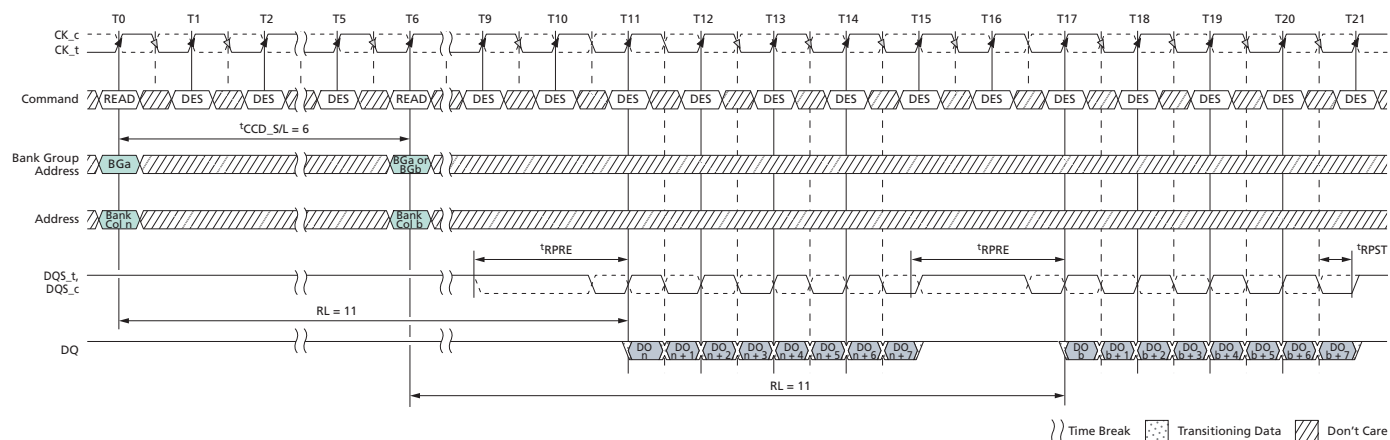 T0 T1 T2 T5 T6 T9 T10 T11 T12 T13 T14 T15 T16 T17 T18 T19 T20 T21
CK_c
CK_t
Command READ DES DES DES READ DES DES DES DES DES DES DES DES DES DES DES DES DES
tCCD_S/L = 6
Bank Group
Address
BGa
BGa or
BGb
Address
Bank
Col n
Bank
Col b
tRPRE tRPRE tRPST
DQS_t,
DQS_c
RL = 11
DQ
DO
n
DO
n + 1
DO
n + 2
DO
n + 3
DO
n + 4
DO
n + 5
DO
n + 6
DO
n + 7
DO
b
DO
b + 1
DO
b + 2
DO
b + 3
DO
b + 4
DO
b + 5
DO
b + 6
DO
b + 7
RL = 11
Time Break Transitioning Data Don't Care